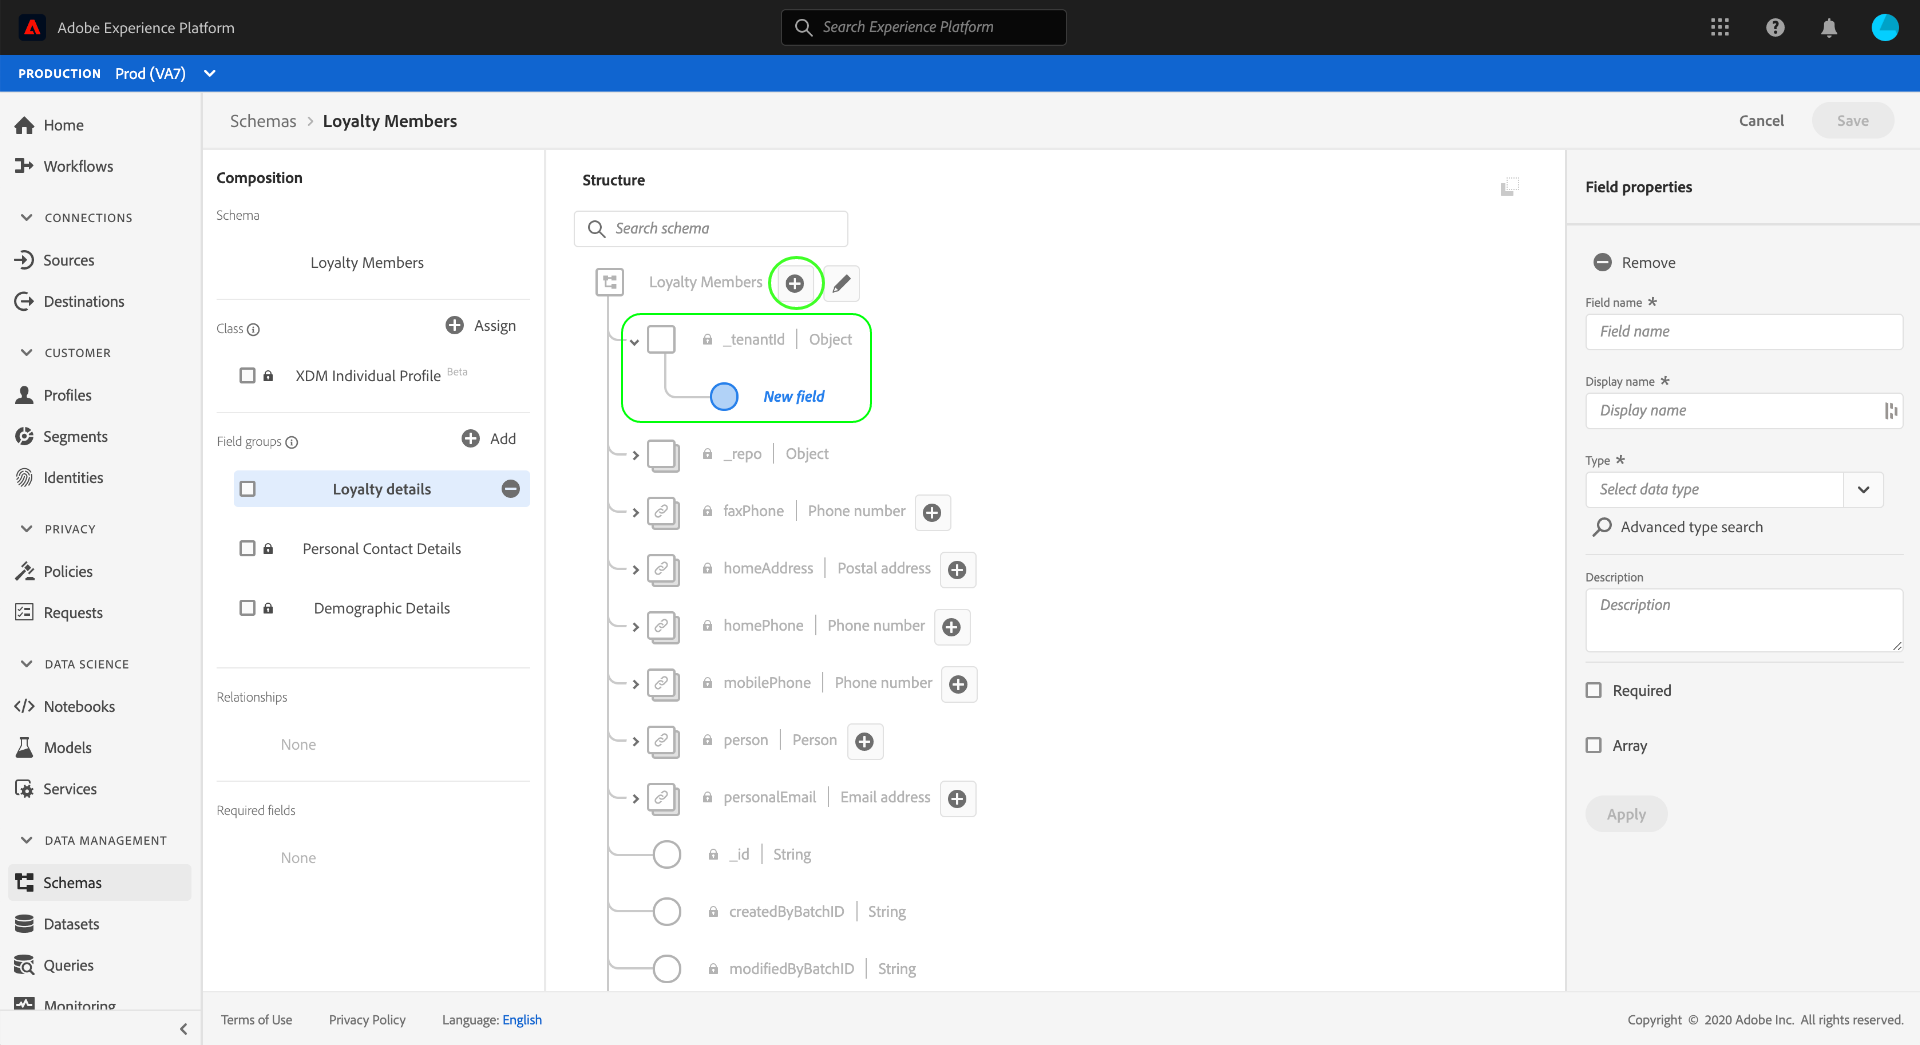 Adobe Experience Platform
Search Experience Platform
PRODUCTION Prod (VA7)
Home
Workflows
CONNECTIONS
Sources
Destinations
CUSTOMER
Profiles
Segments
Identities
PRIVACY
Policies
Requests
DATA SCIENCE
Notebooks
Models
Services
DATA MANAGEMENT
Schemas
Datasets
Queries
Monitoring
Schemas > Loyalty Members
Cancel
Save
Composition
Schema
Loyalty Members
Class
Assign
XDM Individual Profile Beta
Field groups
Add
Loyalty details
Personal Contact Details
Demographic Details
Relationships
None
Required fields
None
Structure
Search schema
Loyalty Members
_tenantId | Object
New field
_repo | Object
faxPhone | Phone number
homeAddress | Postal address
homePhone | Phone number
mobilePhone | Phone number
person | Person
personalEmail | Email address
_id | String
createdByBatchID | String
modifiedByBatchID | String
Field properties
Remove
Field name *
Field name
Display name *
Display name
Type *
Select data type
Advanced type search
Description
Description
Required
Array
Apply
Terms of Use
Privacy Policy
Language: English
Copyright © 2020 Adobe Inc. All rights reserved.